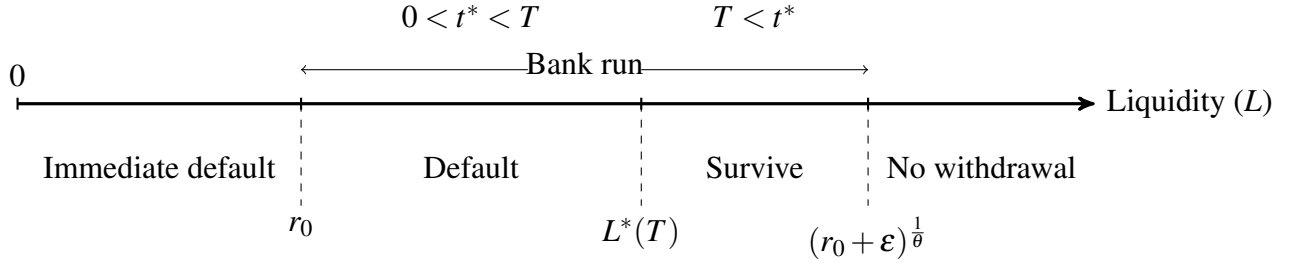 0 < t* < T T < t*
0 Bank run
Liquidity (L)
Immediate default Default Survive No withdrawal
r₀ L*(T) (r₀ + ε)^{1/θ}